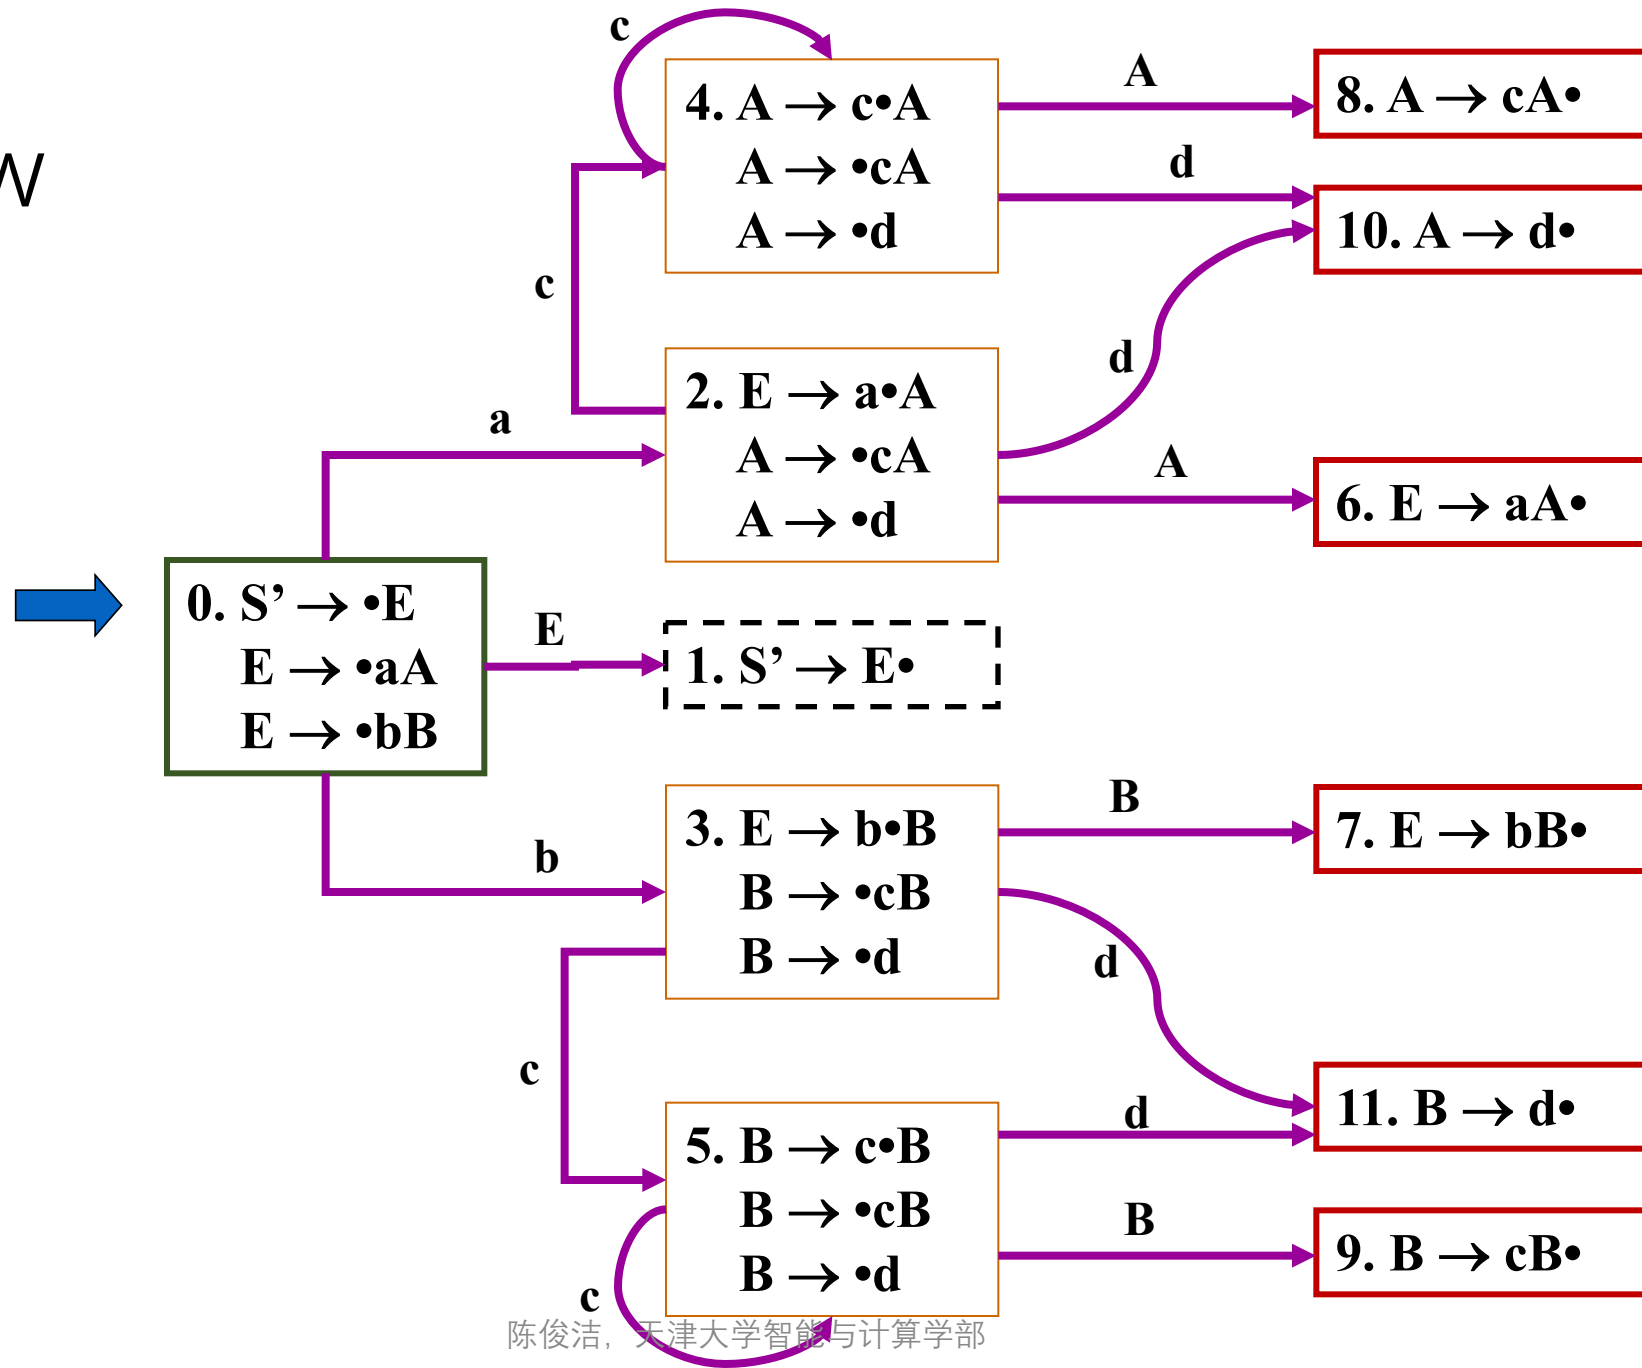 W
c
4. A → c•A
A → •cA
A → •d
A
8. A → cA•
d
10. A → d•
c
2. E → a•A
A → •cA
A → •d
d
a
A
6. E → aA•
0. S’ → •E
E → •aA
E → •bB
E
1. S’ → E•
b
3. E → b•B
B → •cB
B → •d
B
7. E → bB•
d
c
5. B → c•B
B → •cB
B → •d
d
11. B → d•
B
9. B → cB•
c
陈俊洁，天津大学智能与计算学部